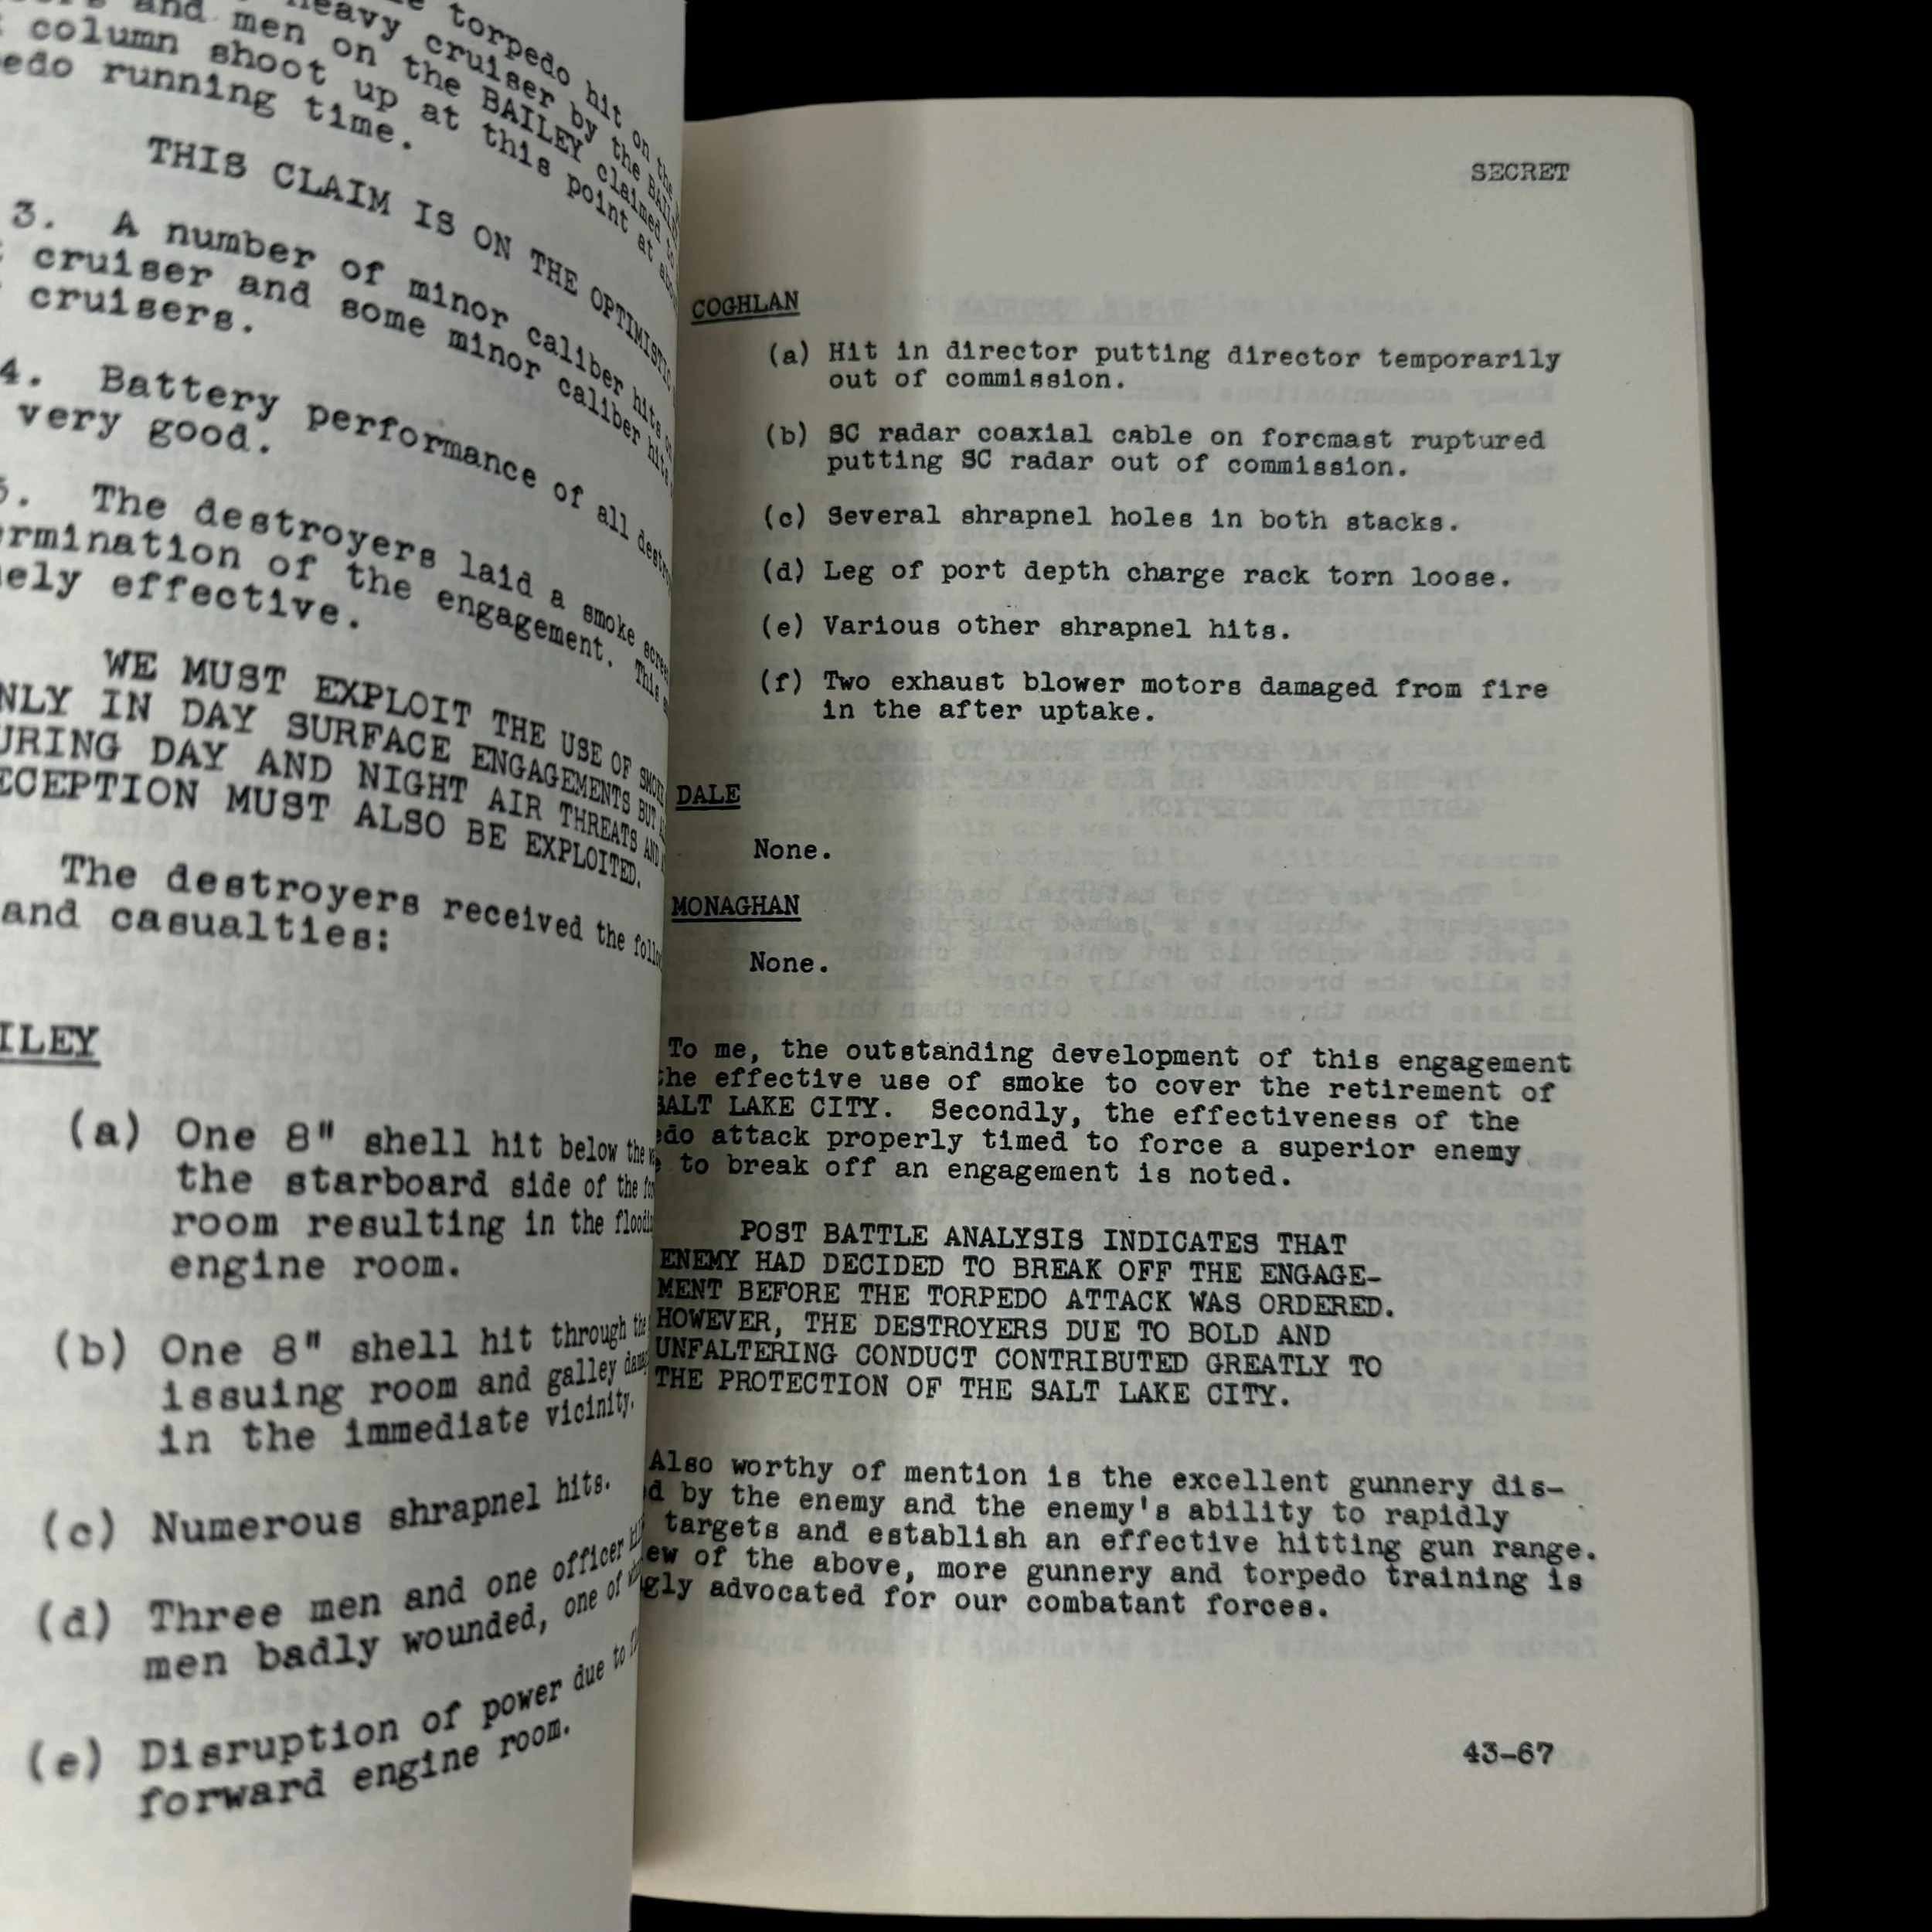 torpedo hit on the
heavy cruiser by the
and men on the BAILEY claimed to
column shoot up at this point at
running time.
THIS CLAIM IS ON THE OPTIMISTIC
3. A number of minor caliber hits
cruiser and some minor caliber hits
cruisers.
4. Battery performance of all
very good.
The destroyers laid a smoke
of the engagement. This
effective.
WE MUST EXPLOIT THE USE OF
IN DAY SURFACE ENGAGEMENTS BUT
DAY AND NIGHT AIR THREATS AND
MUST ALSO BE EXPLOITED.
The destroyers received the
and casualties:
ILEY
(a) One 8" shell hit below the
the starboard side of the
room resulting in the
engine room.
(b) One 8" shell hit through the
issuing room and galley
in the immediate vicinity.
(c) Numerous shrapnel hits.
(d) Three men and one officer
men badly wounded, one of
(e) Disruption of power due to
forward engine room.
SECRET
COGHLAN
(a) Hit in director putting director temporarily
out of commission.
(b) SC radar coaxial cable on forcmast ruptured
putting SC radar out of commission.
(c) Several shrapnel holes in both stacks.
(d) Leg of port depth charge rack torn loose.
(e) Various other shrapnel hits.
(f) Two exhaust blower motors damaged from fire
in the after uptake.
DALE
None.
MONAGHAN
None.
To me, the outstanding development of this engagement
the effective use of smoke to cover the retirement of
SALT LAKE CITY. Secondly, the effectiveness of the
attack properly timed to force a superior enemy
to break off an engagement is noted.
POST BATTLE ANALYSIS INDICATES THAT
ENEMY HAD DECIDED TO BREAK OFF THE ENGAGE-
MENT BEFORE THE TORPEDO ATTACK WAS ORDERED.
HOWEVER, THE DESTROYERS DUE TO BOLD AND
UNFALTERING CONDUCT CONTRIBUTED GREATLY TO
THE PROTECTION OF THE SALT LAKE CITY.
Also worthy of mention is the excellent gunnery dis-
by the enemy and the enemy's ability to rapidly
targets and establish an effective hitting gun range.
of the above, more gunnery and torpedo training is
advocated for our combatant forces.
43-67